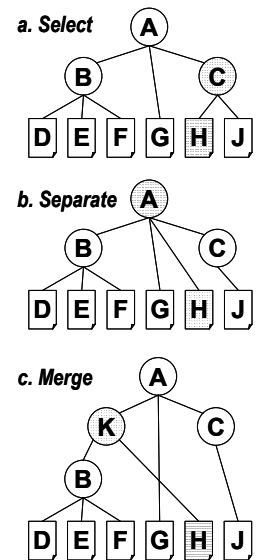 a. Select
A
B C
D E F G H J
b. Separate
A
B C
D E F G H J
c. Merge
A
K C
B
D E F G H J